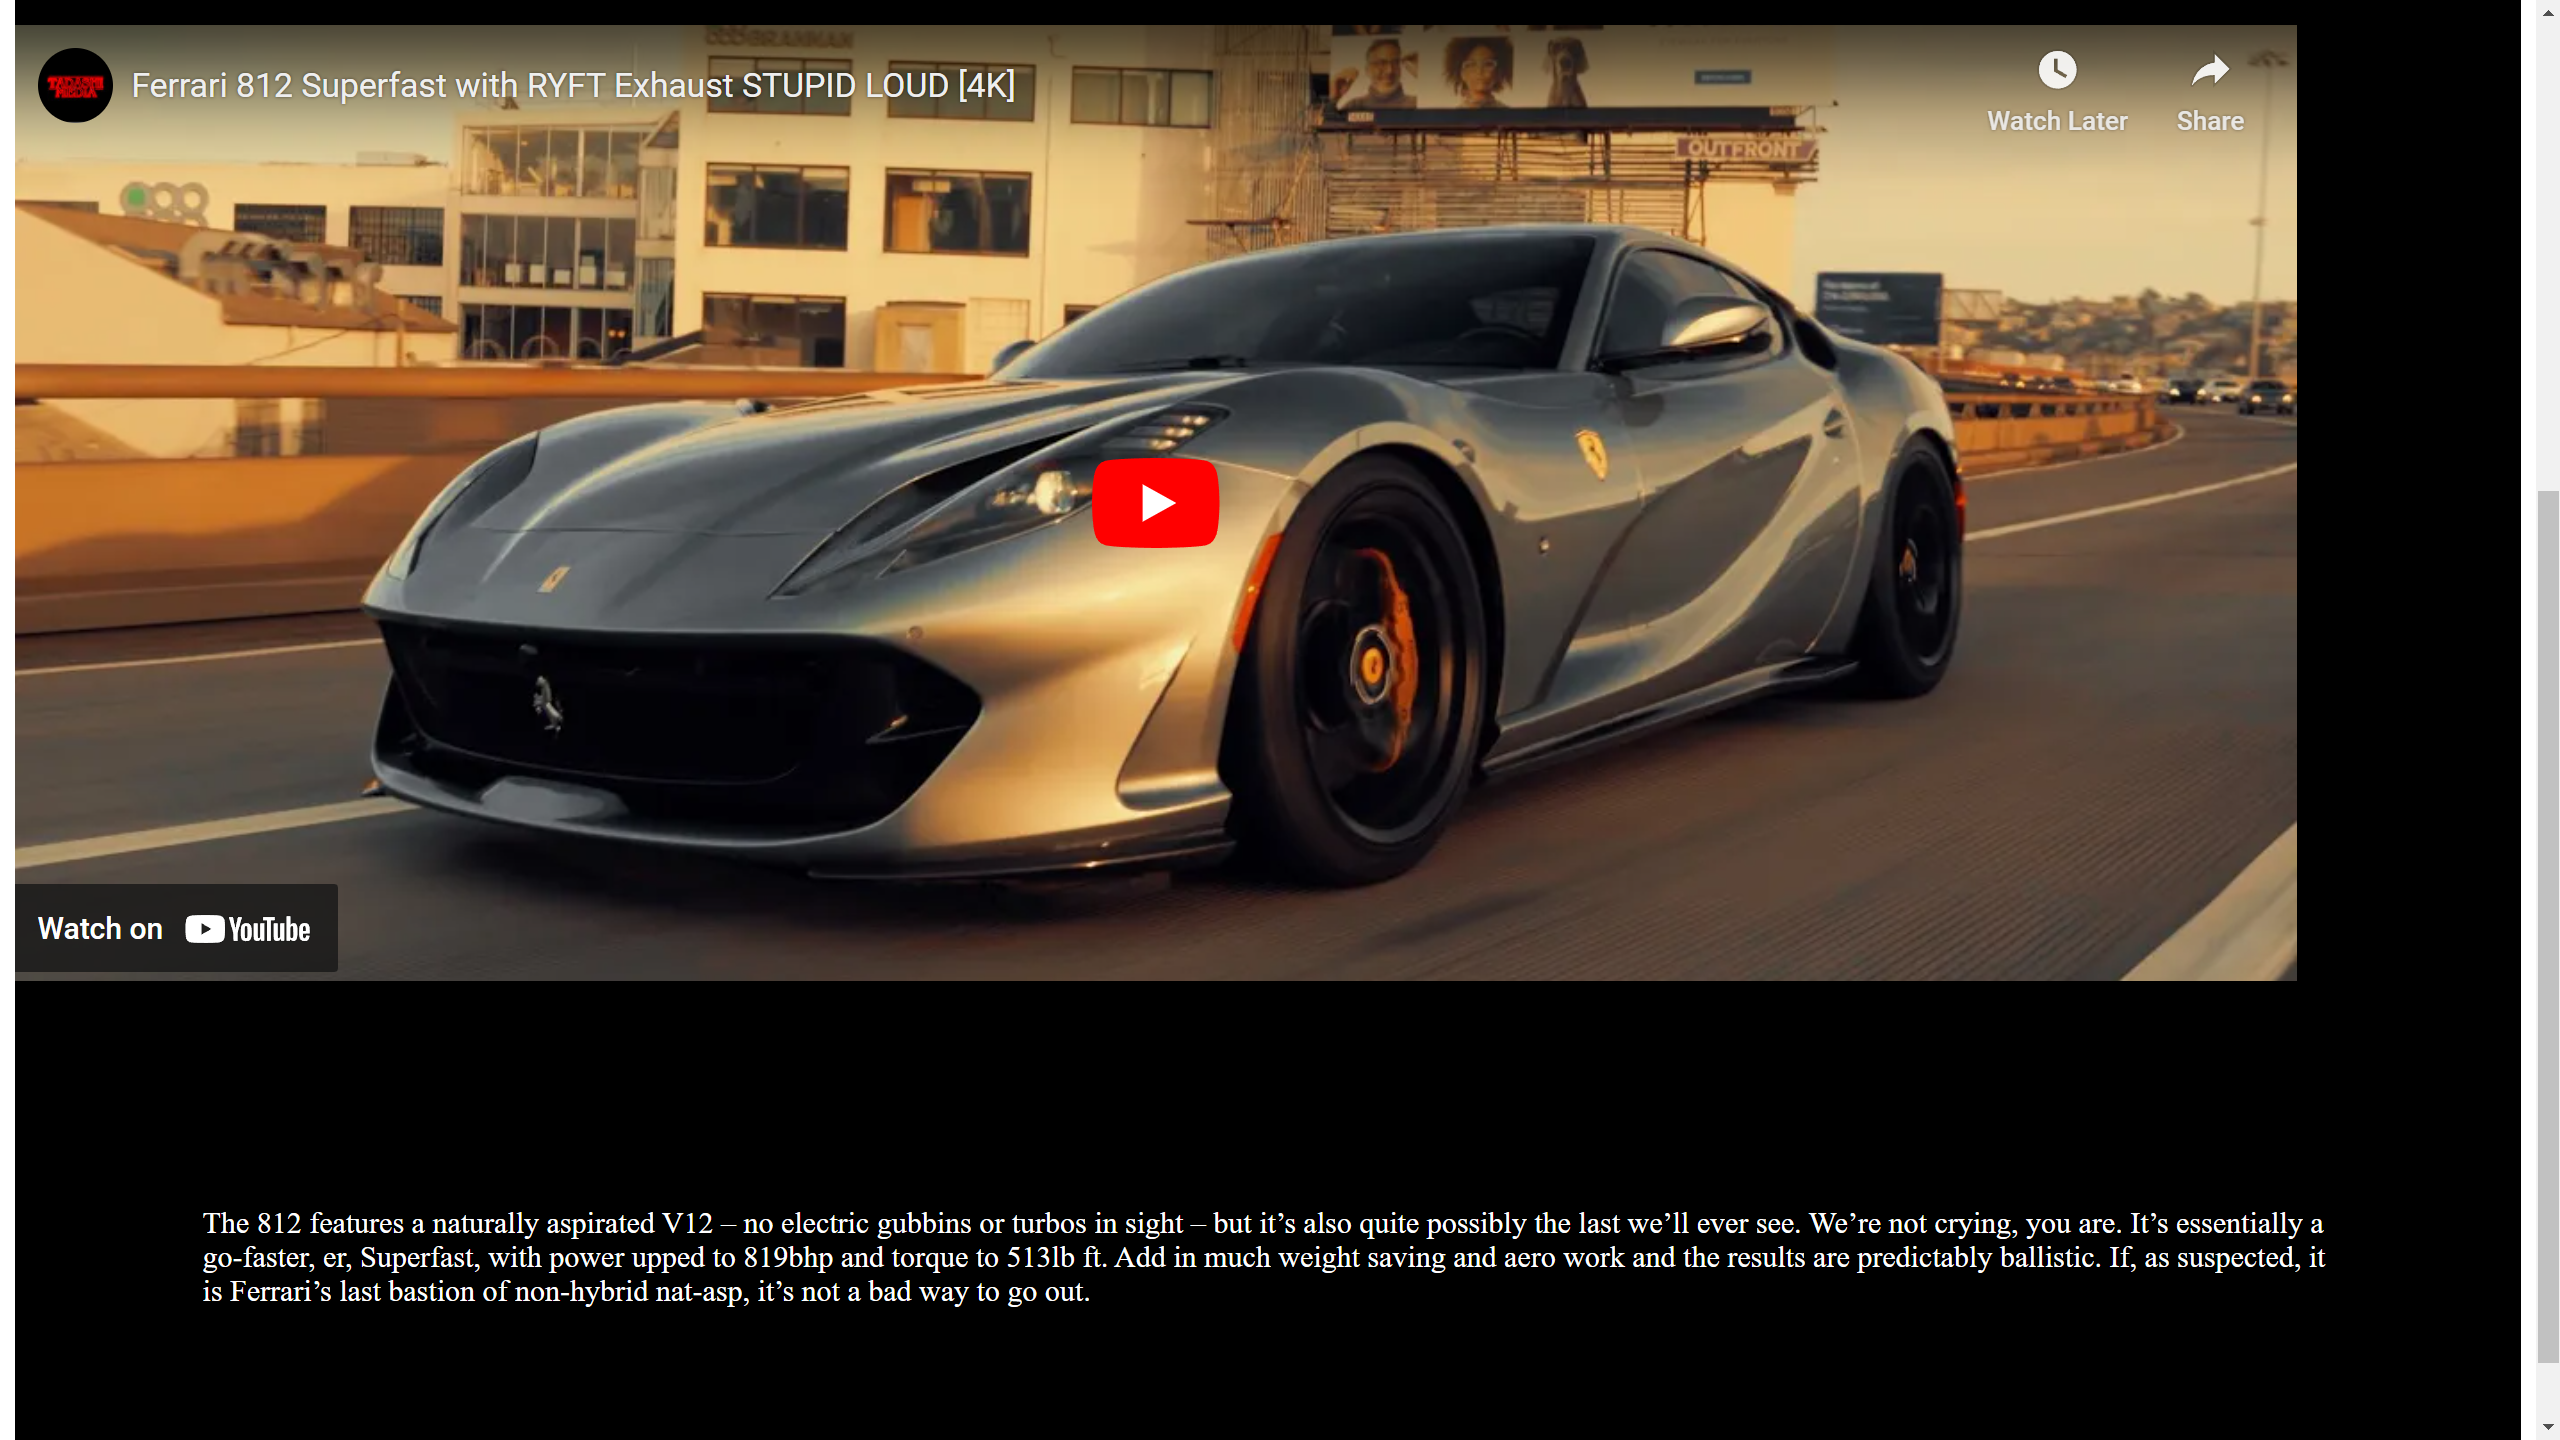 Ferrari 812 Superfast with RYFT Exhaust STUPID LOUD [4K]
Watch Later
Share
BRANNAN
OUTFRONT
Watch on YouTube
The 812 features a naturally aspirated V12 – no electric gubbins or turbos in sight – but it’s also quite possibly the last we’ll ever see. We’re not crying, you are. It’s essentially a
go-faster, er, Superfast, with power upped to 819bhp and torque to 513lb ft. Add in much weight saving and aero work and the results are predictably ballistic. If, as suspected, it
is Ferrari’s last bastion of non-hybrid nat-asp, it’s not a bad way to go out.